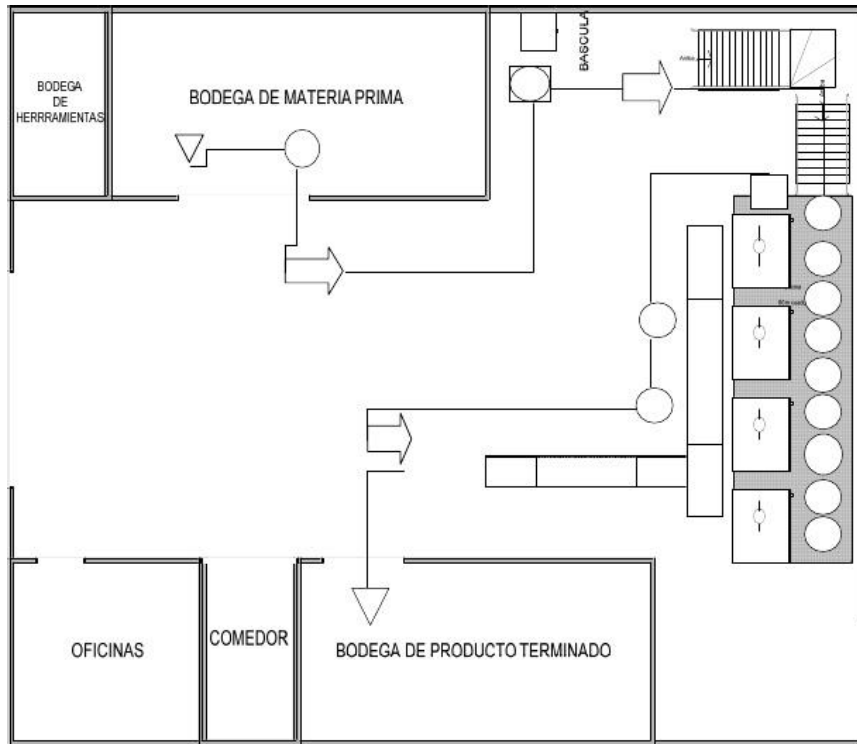 BODEGA
DE
HERRRAMIENTAS
BODEGA DE MATERIA PRIMA
BASCULA
OFICINAS
COMEDOR
BODEGA DE PRODUCTO TERMINADO